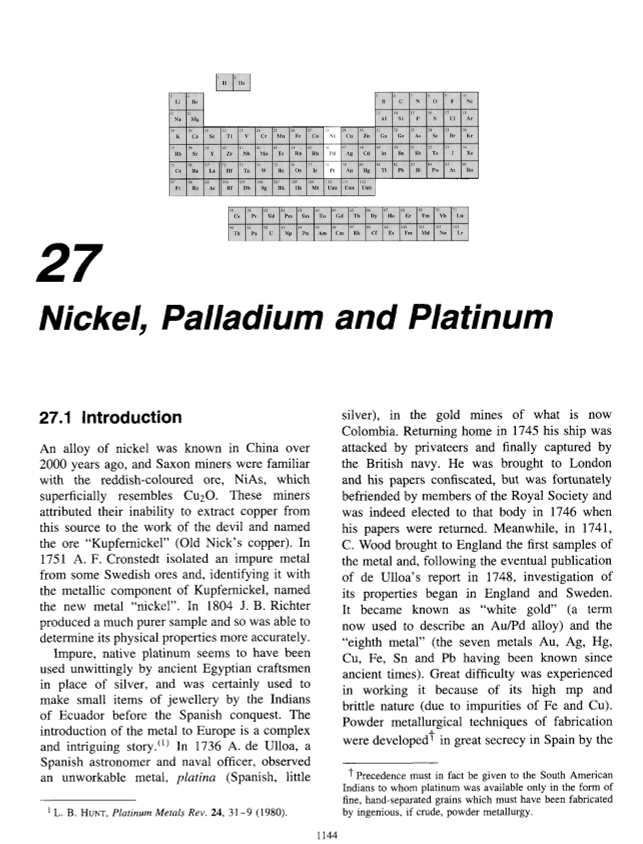 H He
Li Be B C N O F Ne
Na Mg Al Si P S Cl Ar
K Ca Sc Ti V Cr Mn Fe Co Ni Cu Zn Ga Ge As Se Br Kr
Rb Sr Y Zr Nb Mo Tc Ru Rh Pd Ag Cd In Sn Sb Te I Xe
Cs Ba La Hf Ta W Re Os Ir Pt Au Hg Tl Pb Bi Po At Rn
Fr Ra Ac Rf Db Sg Bh Hs Mt Uun Uuu Uub
Ce Pr Nd Pm Sm Eu Gd Tb Dy Ho Er Tm Yb Lu
Th Pa U Np Pu Am Cm Bk Cf Es Fm Md No Lr
27
Nickel, Palladium and Platinum
27.1 Introduction
An alloy of nickel was known in China over
2000 years ago, and Saxon miners were familiar
with the reddish-coloured ore, NiAs, which
superficially resembles Cu₂O. These miners
attributed their inability to extract copper from
this source to the work of the devil and named
the ore “Kupfernickel” (Old Nick's copper). In
1751 A. F. Cronstedt isolated an impure metal
from some Swedish ores and, identifying it with
the metallic component of Kupfernickel, named
the new metal “nickel”. In 1804 J. B. Richter
produced a much purer sample and so was able to
determine its physical properties more accurately.
Impure, native platinum seems to have been
used unwittingly by ancient Egyptian craftsmen
in place of silver, and was certainly used to
make small items of jewellery by the Indians
of Ecuador before the Spanish conquest. The
introduction of the metal to Europe is a complex
and intriguing story.⁽¹⁾ In 1736 A. de Ulloa, a
Spanish astronomer and naval officer, observed
an unworkable metal, platina (Spanish, little
¹ L. B. HUNT, Platinum Metals Rev. 24, 31–9 (1980).
silver), in the gold mines of what is now
Colombia. Returning home in 1745 his ship was
attacked by privateers and finally captured by
the British navy. He was brought to London
and his papers confiscated, but was fortunately
befriended by members of the Royal Society and
was indeed elected to that body in 1746 when
his papers were returned. Meanwhile, in 1741,
C. Wood brought to England the first samples of
the metal and, following the eventual publication
of de Ulloa's report in 1748, investigation of
its properties began in England and Sweden.
It became known as “white gold” (a term
now used to describe an Au/Pd alloy) and the
“eighth metal” (the seven metals Au, Ag, Hg,
Cu, Fe, Sn and Pb having been known since
ancient times). Great difficulty was experienced
in working it because of its high mp and
brittle nature (due to impurities of Fe and Cu).
Powder metallurgical techniques of fabrication
were developed† in great secrecy in Spain by the
† Precedence must in fact be given to the South American
Indians to whom platinum was available only in the form of
fine, hand-separated grains which must have been fabricated
by ingenious, if crude, powder metallurgy.
1144